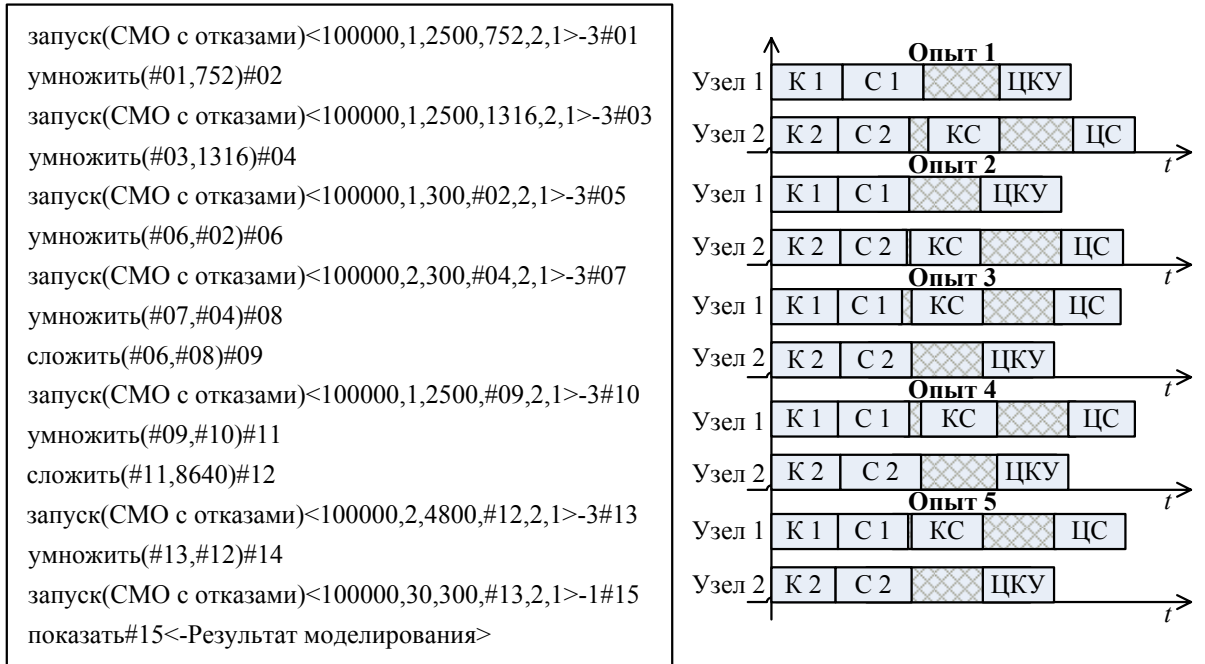 запуск(СМО с отказами)<100000,1,2500,752,2,1>-3#01
умножить(#01,752)#02
запуск(СМО с отказами)<100000,1,2500,1316,2,1>-3#03
умножить(#03,1316)#04
запуск(СМО с отказами)<100000,1,300,#02,2,1>-3#05
умножить(#06,#02)#06
запуск(СМО с отказами)<100000,2,300,#04,2,1>-3#07
умножить(#07,#04)#08
сложить(#06,#08)#09
запуск(СМО с отказами)<100000,1,2500,#09,2,1>-3#10
умножить(#09,#10)#11
сложить(#11,8640)#12
запуск(СМО с отказами)<100000,2,4800,#12,2,1>-3#13
умножить(#13,#12)#14
запуск(СМО с отказами)<100000,30,300,#13,2,1>-1#15
показать#15<-Результат моделирования>
Опыт 1
Узел 1 К 1 С 1 ЦКУ
Узел 2 К 2 С 2 КС ЦС
t
Опыт 2
Узел 1 К 1 С 1 ЦКУ
Узел 2 К 2 С 2 КС ЦС
t
Опыт 3
Узел 1 К 1 С 1 КС ЦС
Узел 2 К 2 С 2 ЦКУ
t
Опыт 4
Узел 1 К 1 С 1 КС ЦС
Узел 2 К 2 С 2 ЦКУ
t
Опыт 5
Узел 1 К 1 С 1 КС ЦС
Узел 2 К 2 С 2 ЦКУ
t